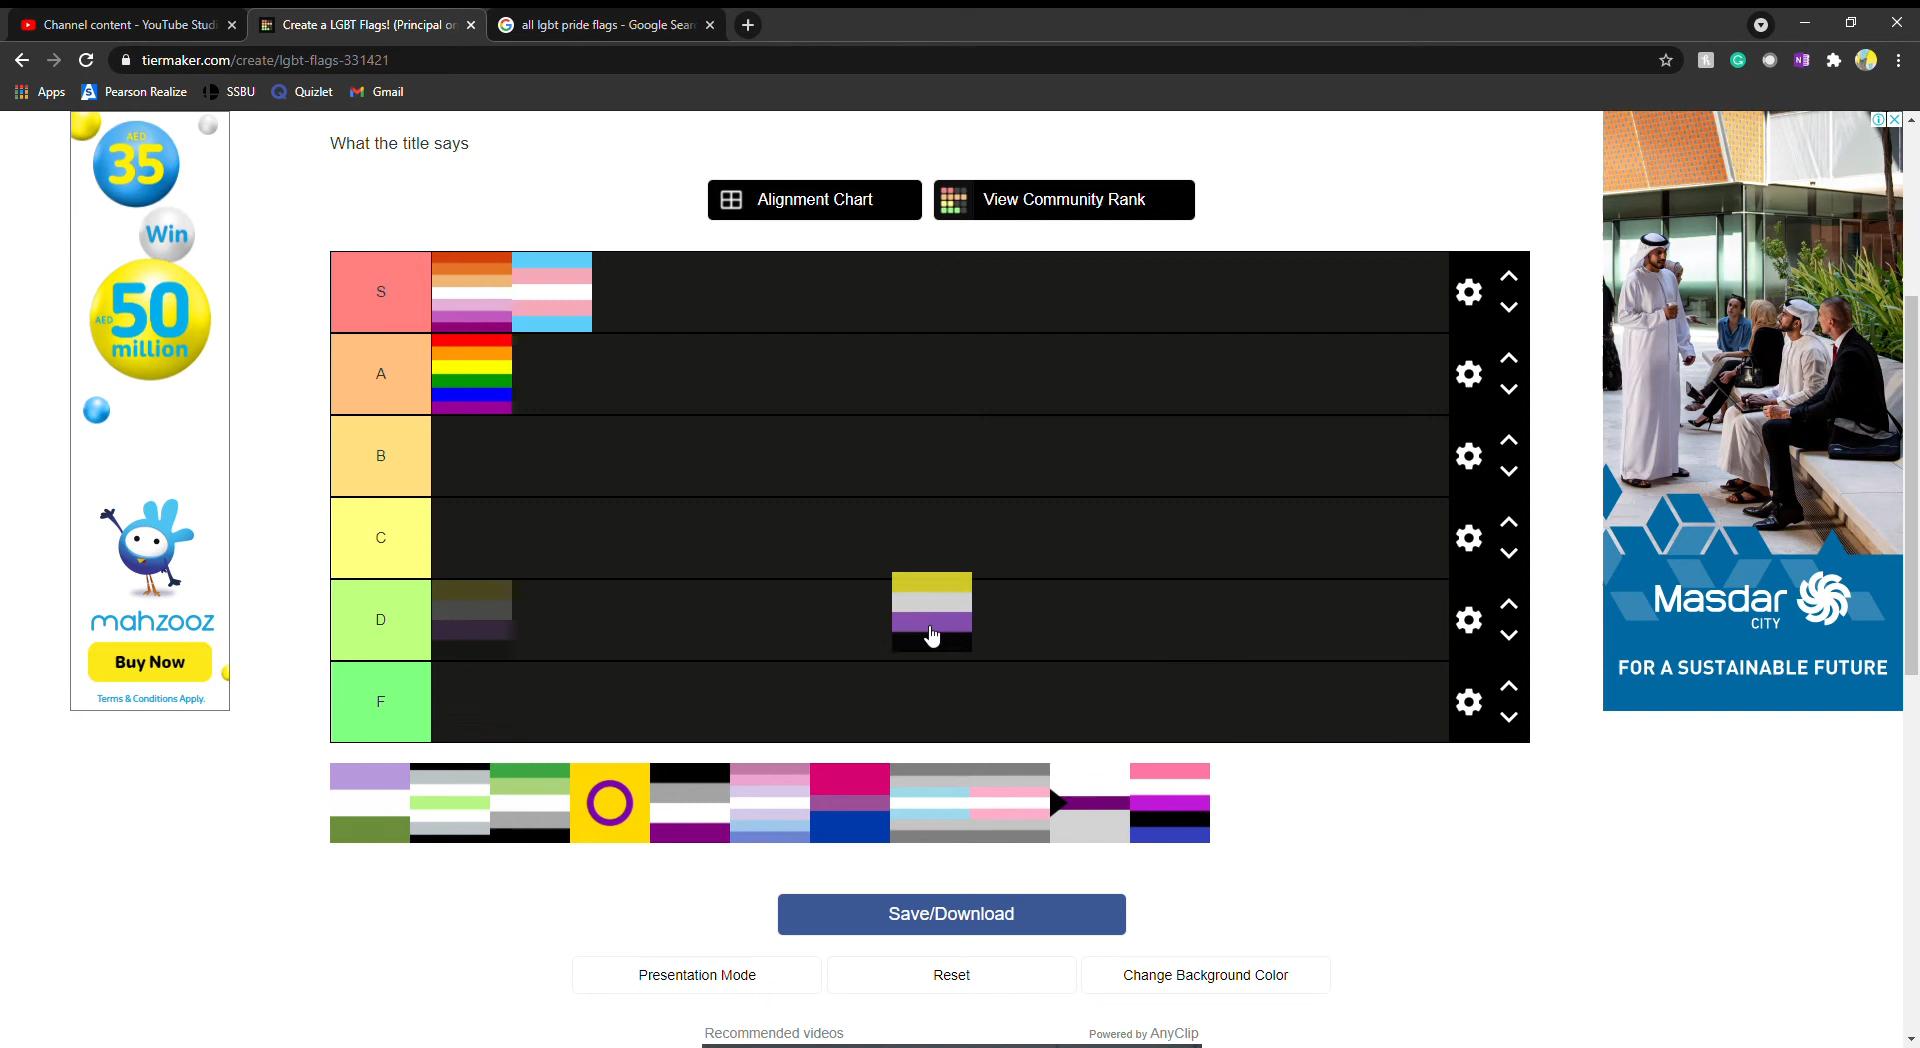 Channel content - YouTube Studi
Create a LGBT Flags! (Principal or
all lgbt pride flags - Google Sear
tiermaker.com/create/lgbt-flags-331421
Apps
Pearson Realize
SSBU
Quizlet
Gmail
AED
35
Win
AED 50
million
mahzooz
Buy Now
Terms & Conditions Apply.
What the title says
Alignment Chart
View Community Rank
S
A
B
C
D
F
Save/Download
Presentation Mode
Reset
Change Background Color
Recommended videos
Powered by AnyClip
Masdar
CITY
FOR A SUSTAINABLE FUTURE